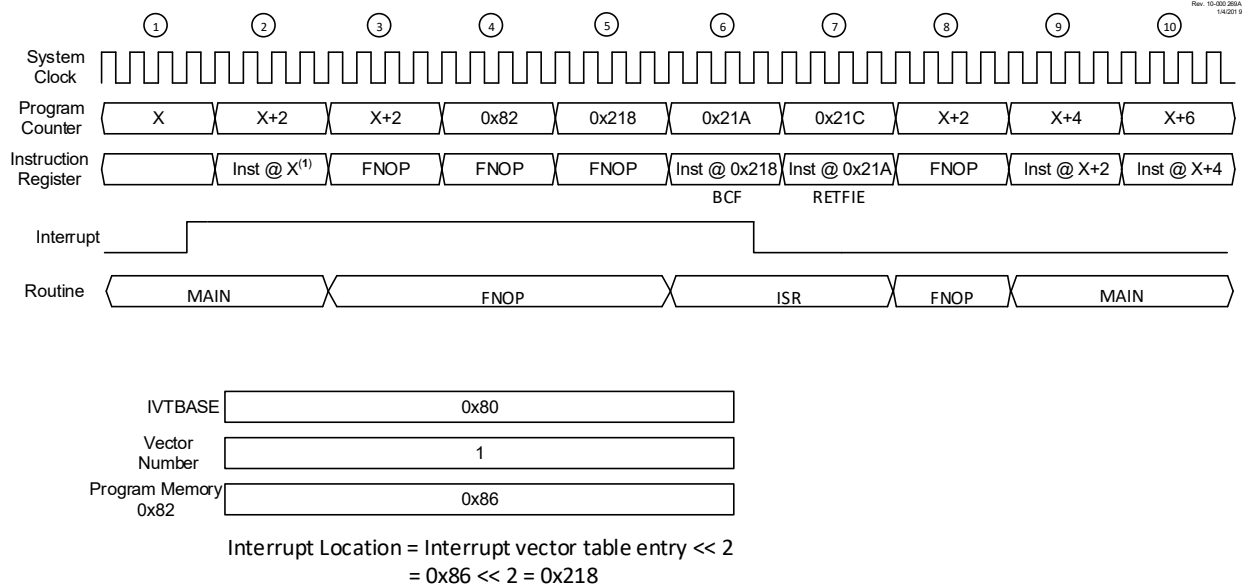 Rev. 10-000 269A
1/4/2019
1 2 3 4 5 6 7 8 9 10
System
Clock
Program
Counter
X X+2 X+2 0x82 0x218 0x21A 0x21C X+2 X+4 X+6
Instruction
Register
Inst @ X(1) FNOP FNOP FNOP Inst @ 0x218 Inst @ 0x21A FNOP Inst @ X+2 Inst @ X+4
BCF RETFIE
Interrupt
Routine
MAIN FNOP ISR FNOP MAIN
IVTBASE 0x80
Vector
Number
1
Program Memory
0x82
0x86
Interrupt Location = Interrupt vector table entry << 2
= 0x86 << 2 = 0x218